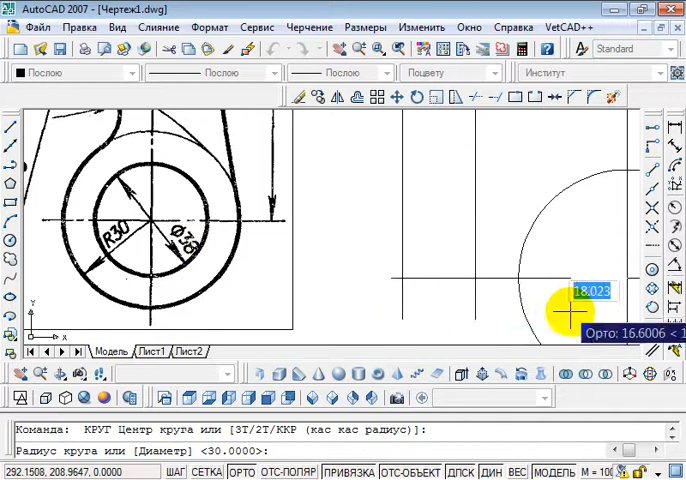 AutoCAD 2007 - [Чертеж1.dwg]
Файл Правка Вид Вставка Слияние Формат Сервис Черчение Размеры Изменить Окно Справка VetCAD++
Standard
Послою Послою Послою Поцвету Институт
R30
Ø38
18.023
Орто: 16.6006 <
Y
X
Модель Лист1 Лист2
Команда: КРУГ Центр круга или [3Т/2Т/ККР (кас кас радиус)]:
Радиус круга или [Диаметр] <30.0000>:
292.1508, 208.9647, 0.0000 ШАГ СЕТКА ОРТО ОТС-ПОЛЯР ПРИВЯЗКА ОТС-ОБЪЕКТ ДПСК ДИН ВЕС МОДЕЛЬ М = 100